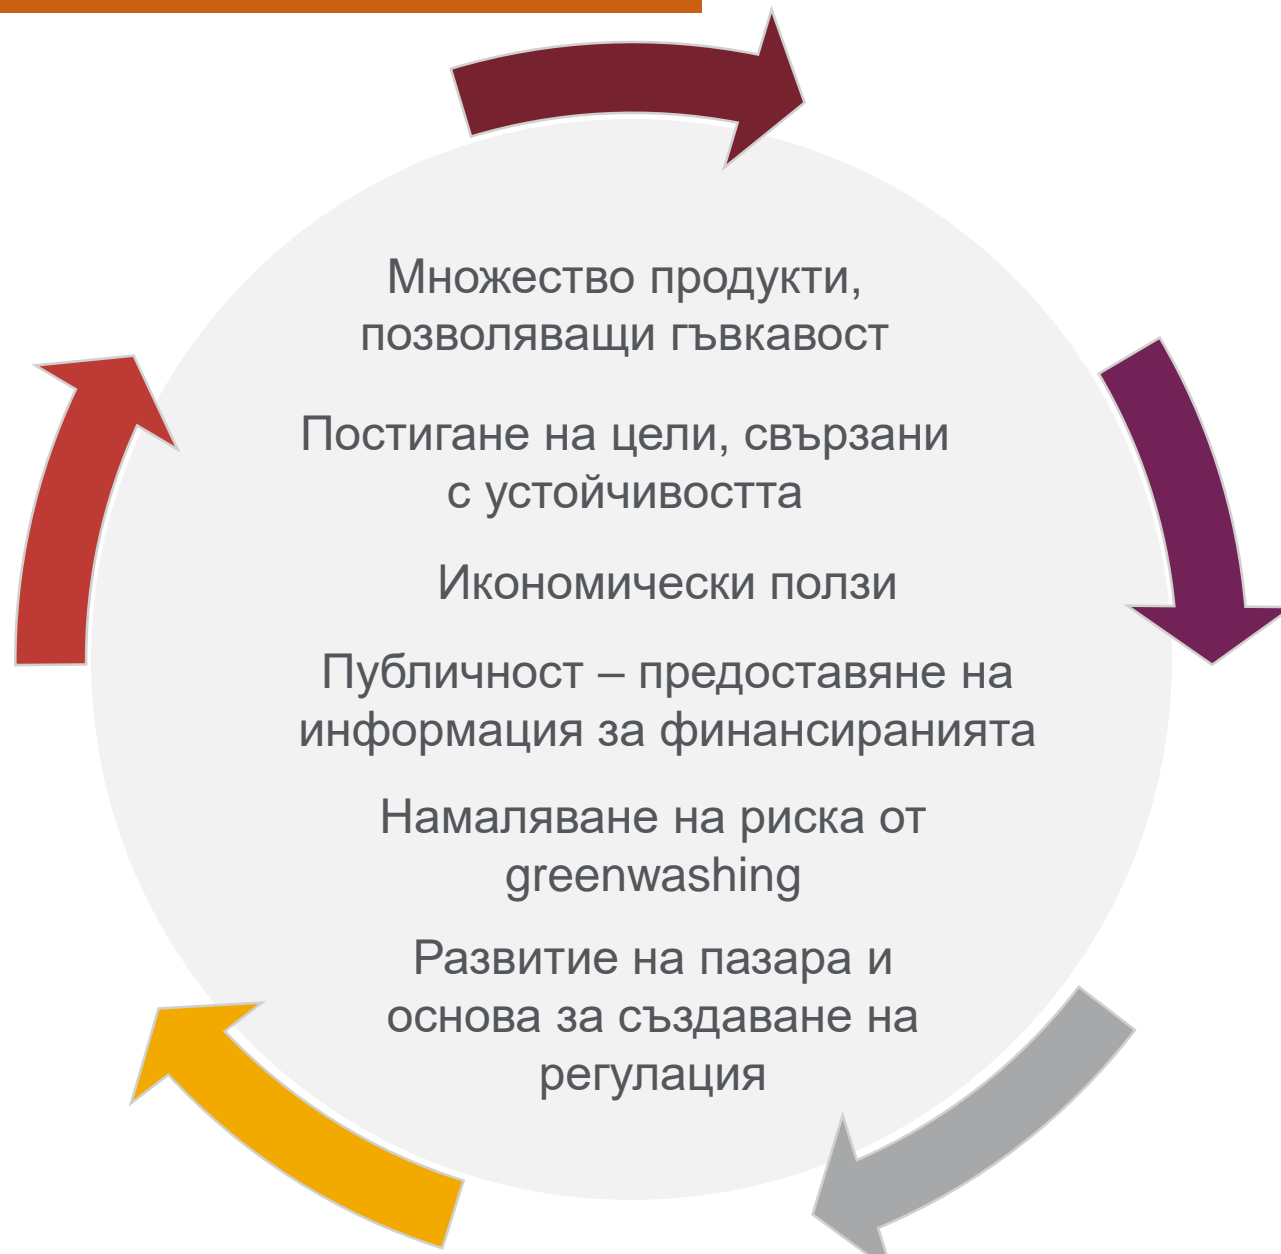 Множество продукти,
позволяващи гъвкавост
Постигане на цели, свързани
с устойчивостта
Икономически ползи
Публичност – предоставяне на
информация за финансиранията
Намаляване на риска от
greenwashing
Развитие на пазара и
основа за създаване на
регулация